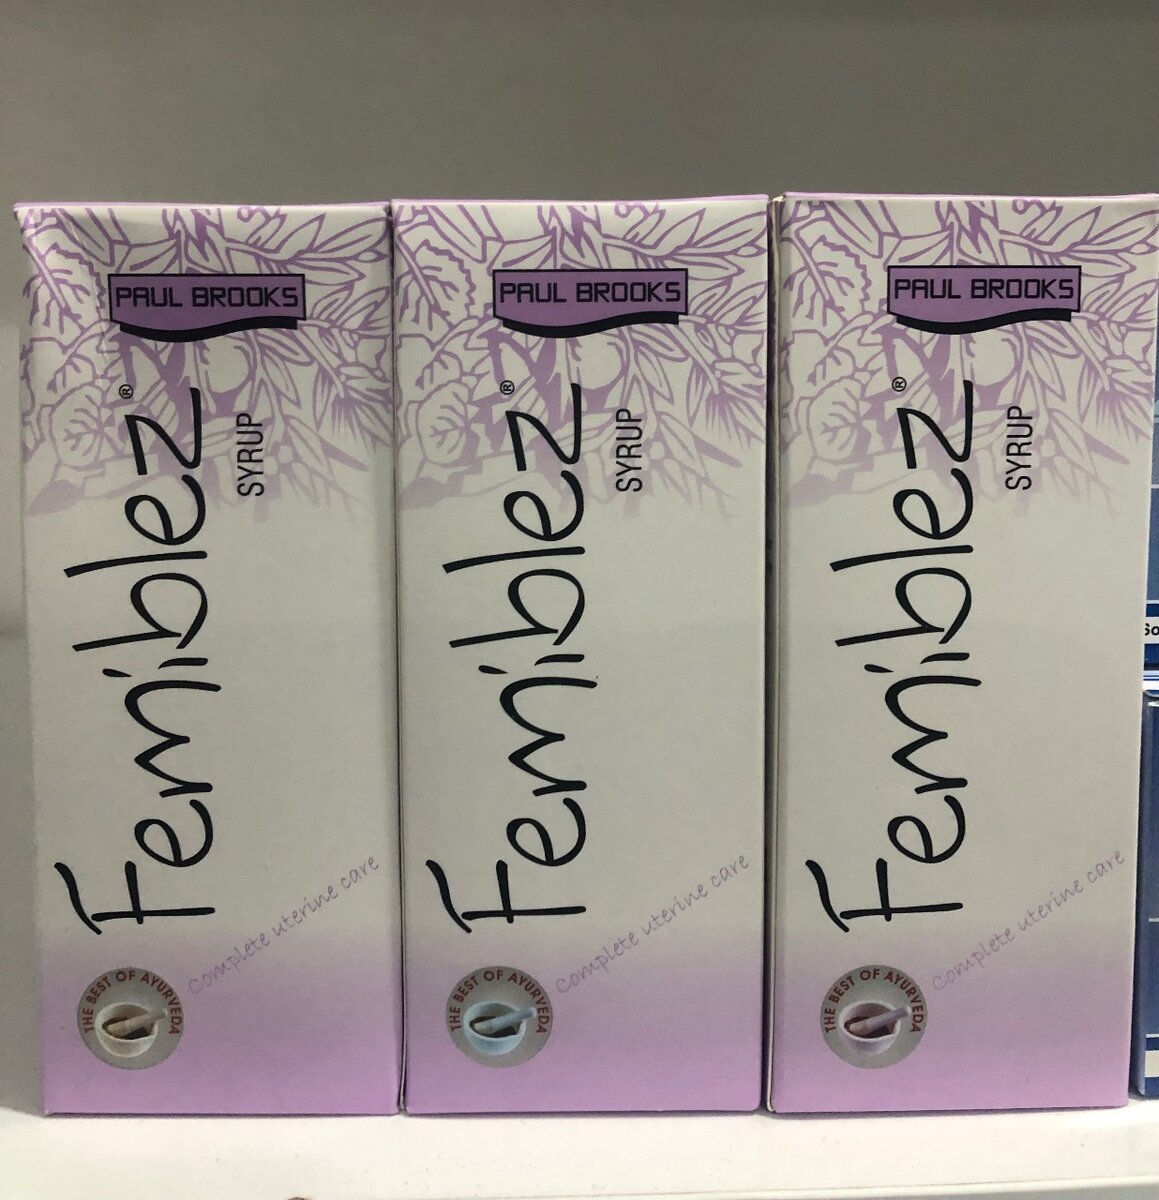 PAUL BROOKS
Femiblez®
SYRUP
complete uterine care
THE BEST OF AYURVEDA
PAUL BROOKS
Femiblez®
SYRUP
complete uterine care
THE BEST OF AYURVEDA
PAUL BROOKS
Femiblez®
SYRUP
complete uterine care
THE BEST OF AYURVEDA